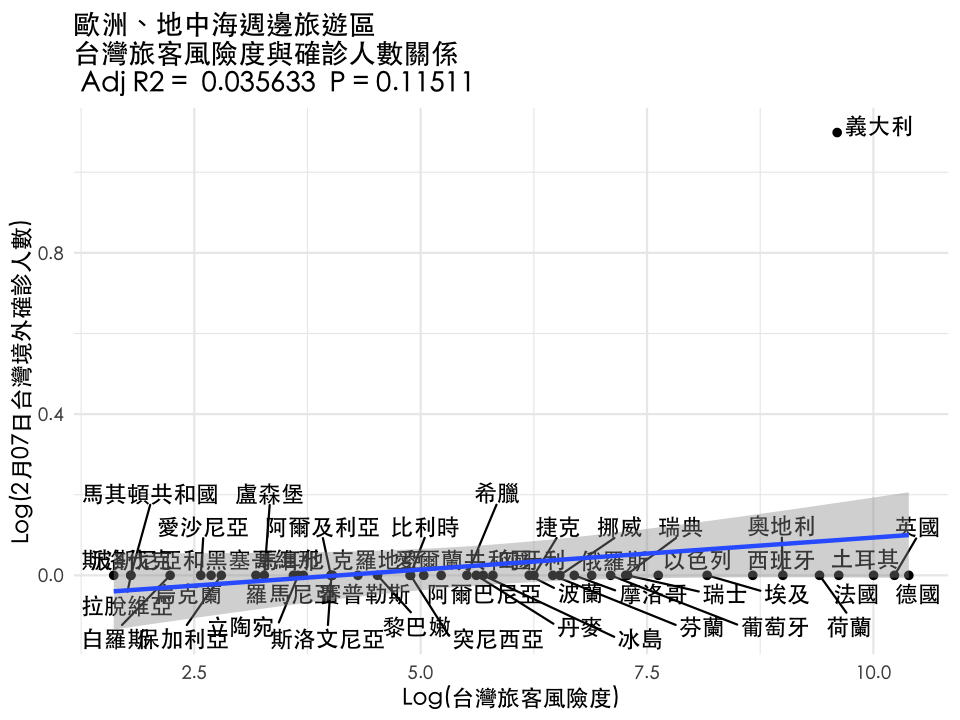 歐洲、地中海週邊旅遊區
台灣旅客風險度與確診人數關係
Adj R2 = 0.035633 P = 0.11511
義大利
Log(2月07日台灣境外確診人數)
0.8
0.4
0.0
馬其頓共和國 盧森堡 希臘
愛沙尼亞 阿爾及利亞 比利時 捷克 挪威 瑞典 奧地利 英國
俄羅斯 以色列 西班牙 土耳其
烏克蘭 羅馬尼亞 賽普勒斯 阿爾巴尼亞 波蘭 摩洛哥 瑞士 埃及 法國 德國
拉脫維亞
白羅斯 保加利亞 立陶宛 斯洛文尼亞 黎巴嫩 突尼西亞 丹麥 冰島 芬蘭 葡萄牙 荷蘭
2.5 5.0 7.5 10.0
Log(台灣旅客風險度)